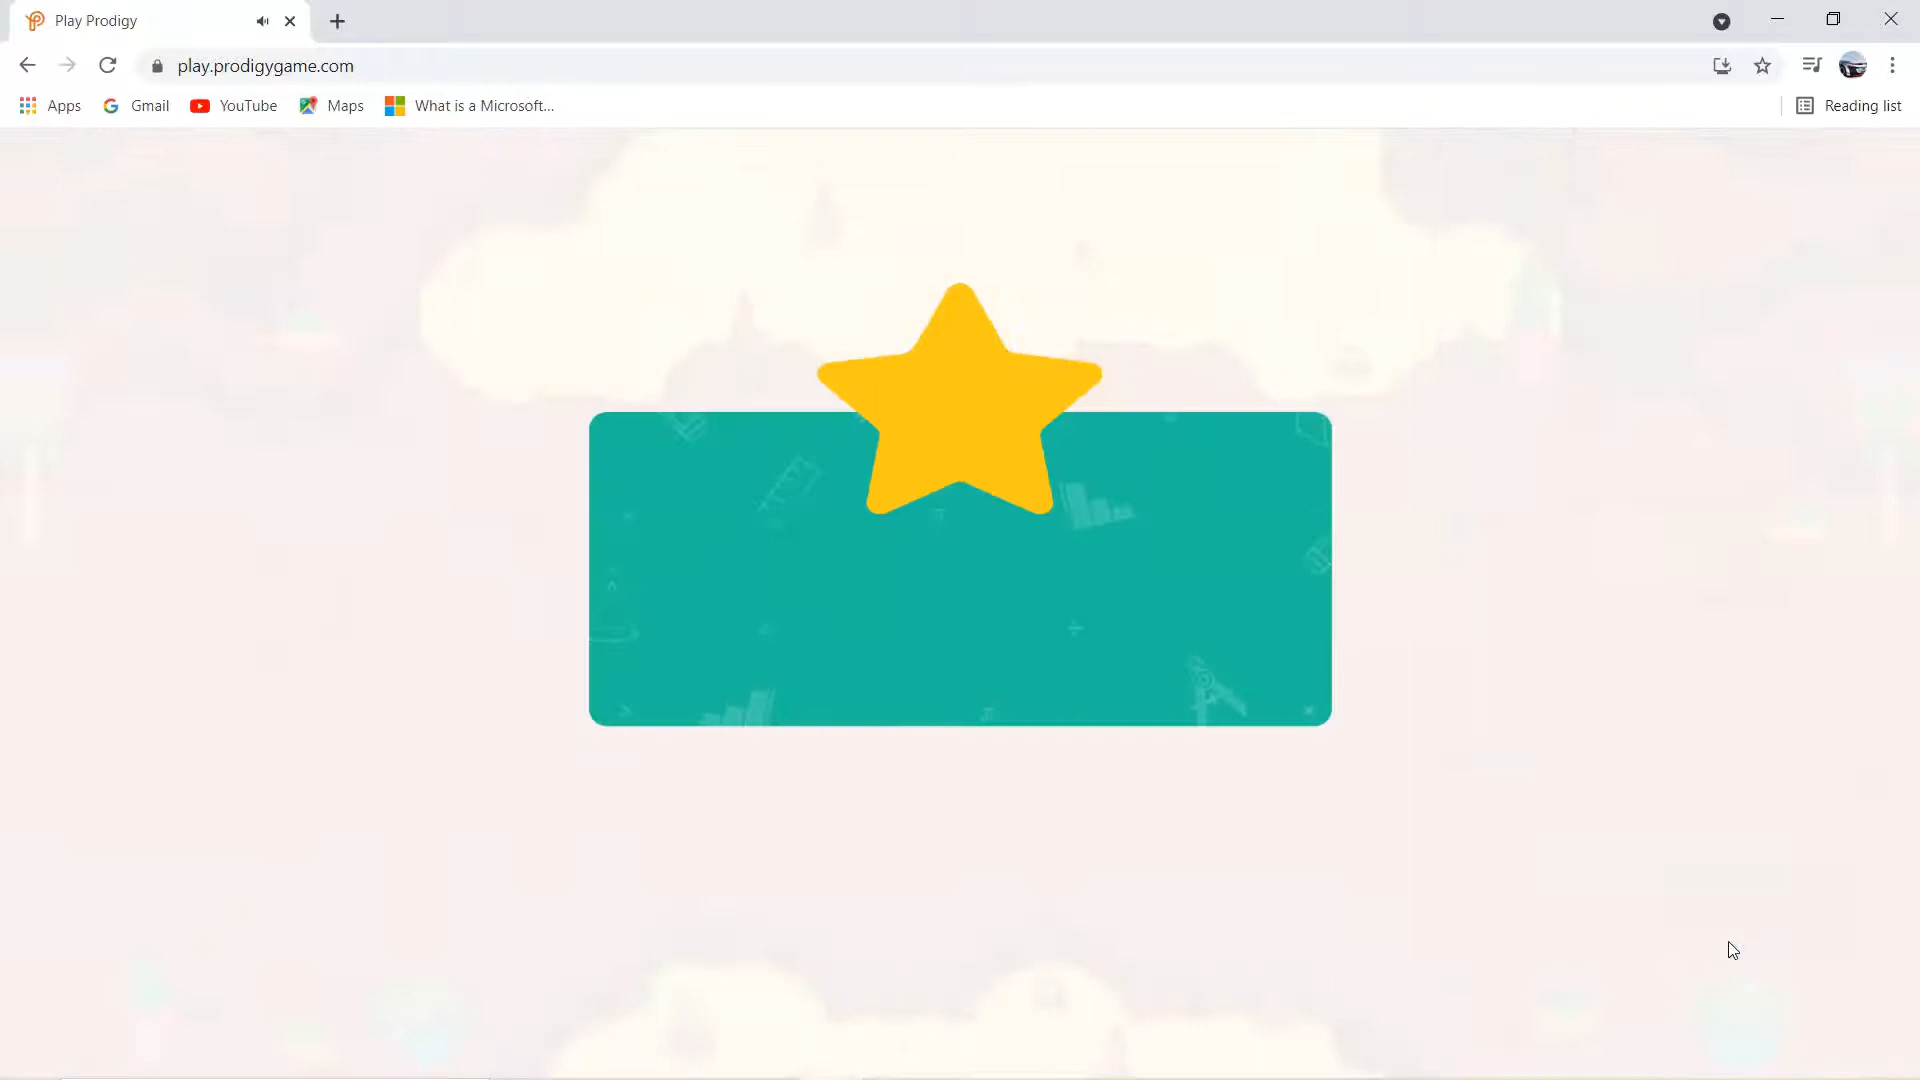 Play Prodigy
play.prodigygame.com
Apps
Gmail
YouTube
Maps
What is a Microsoft...
Reading list